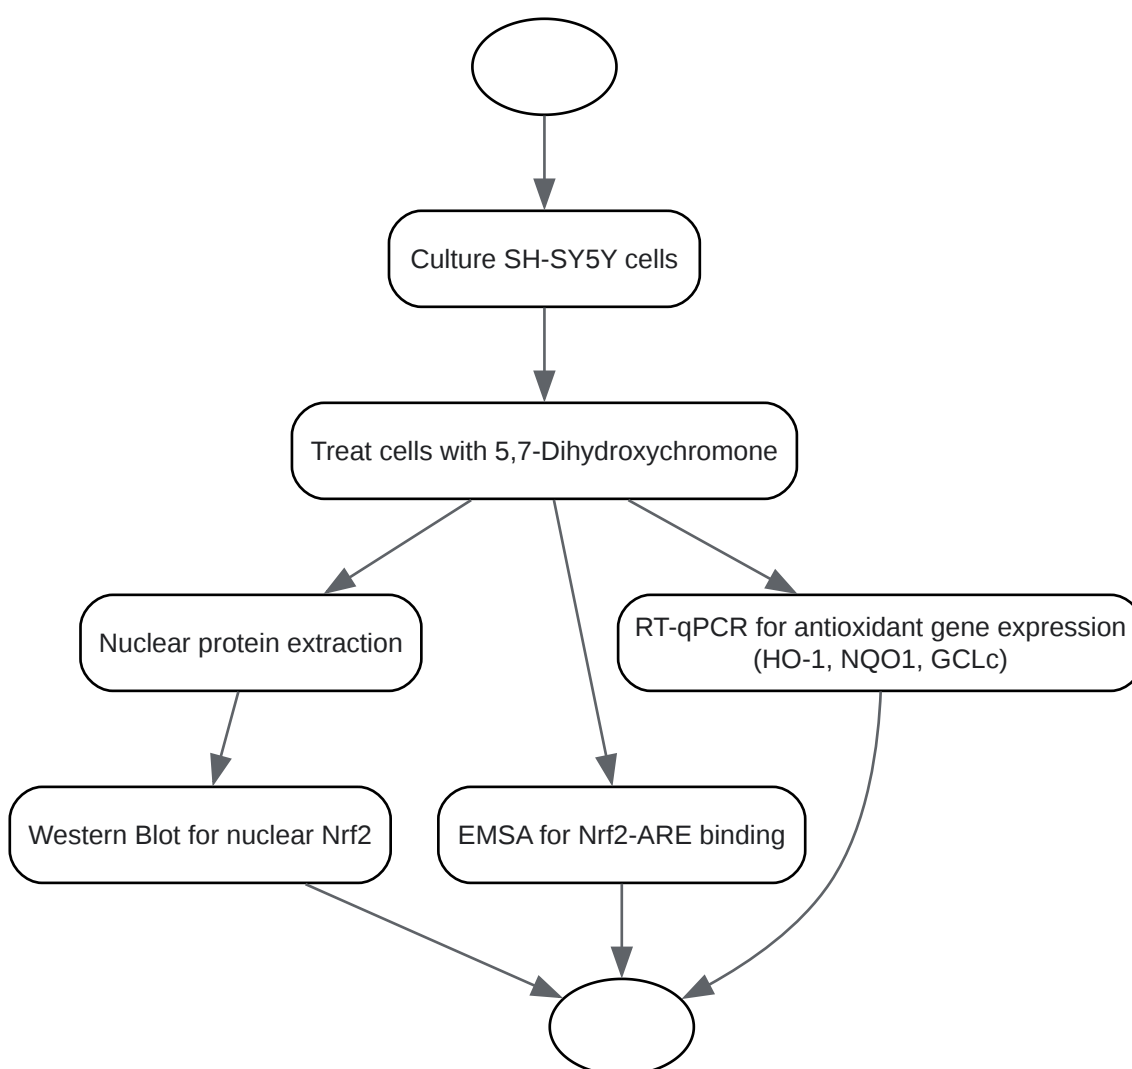 Culture SH-SY5Y cells
Treat cells with 5,7-Dihydroxychromone
Nuclear protein extraction
RT-qPCR for antioxidant gene expression
(HO-1, NQO1, GCLc)
Western Blot for nuclear Nrf2
EMSA for Nrf2-ARE binding